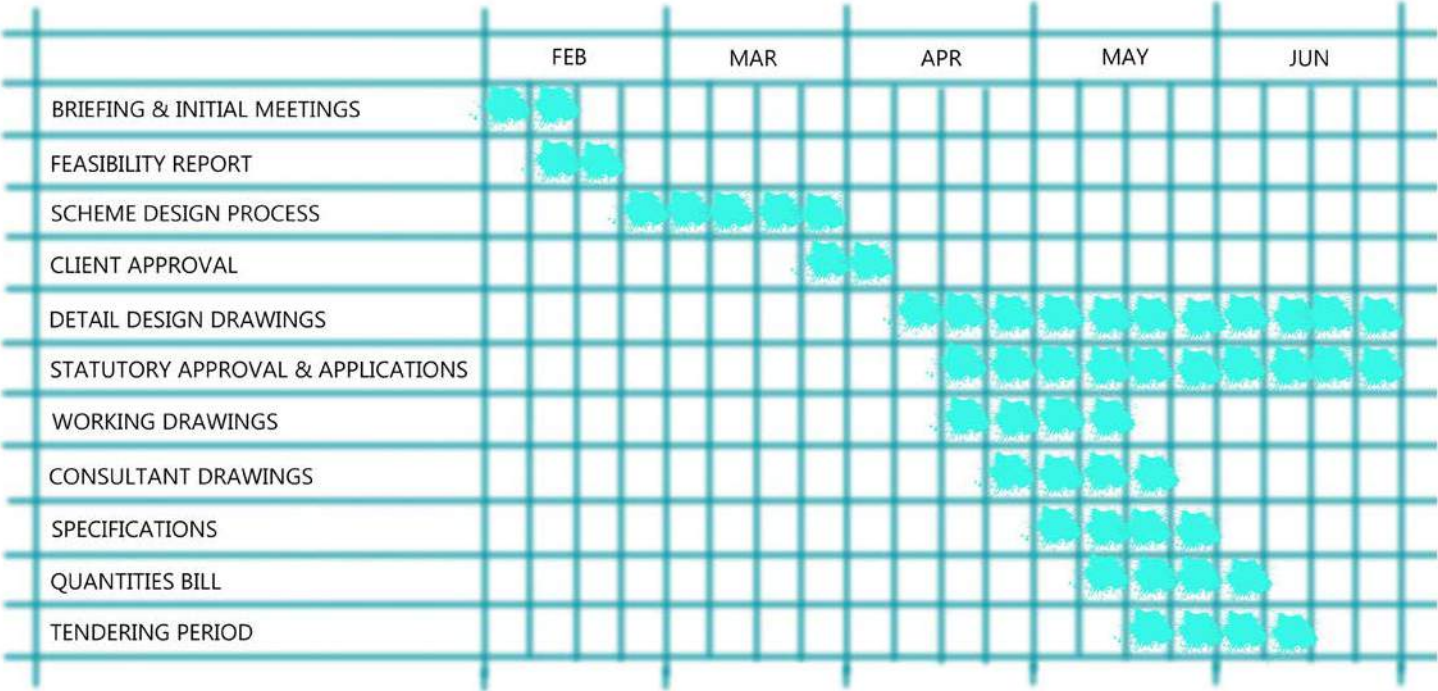 FEB MAR APR MAY JUN
BRIEFING & INITIAL MEETINGS
FEASIBILITY REPORT
SCHEME DESIGN PROCESS
CLIENT APPROVAL
DETAIL DESIGN DRAWINGS
STATUTORY APPROVAL & APPLICATIONS
WORKING DRAWINGS
CONSULTANT DRAWINGS
SPECIFICATIONS
QUANTITIES BILL
TENDERING PERIOD